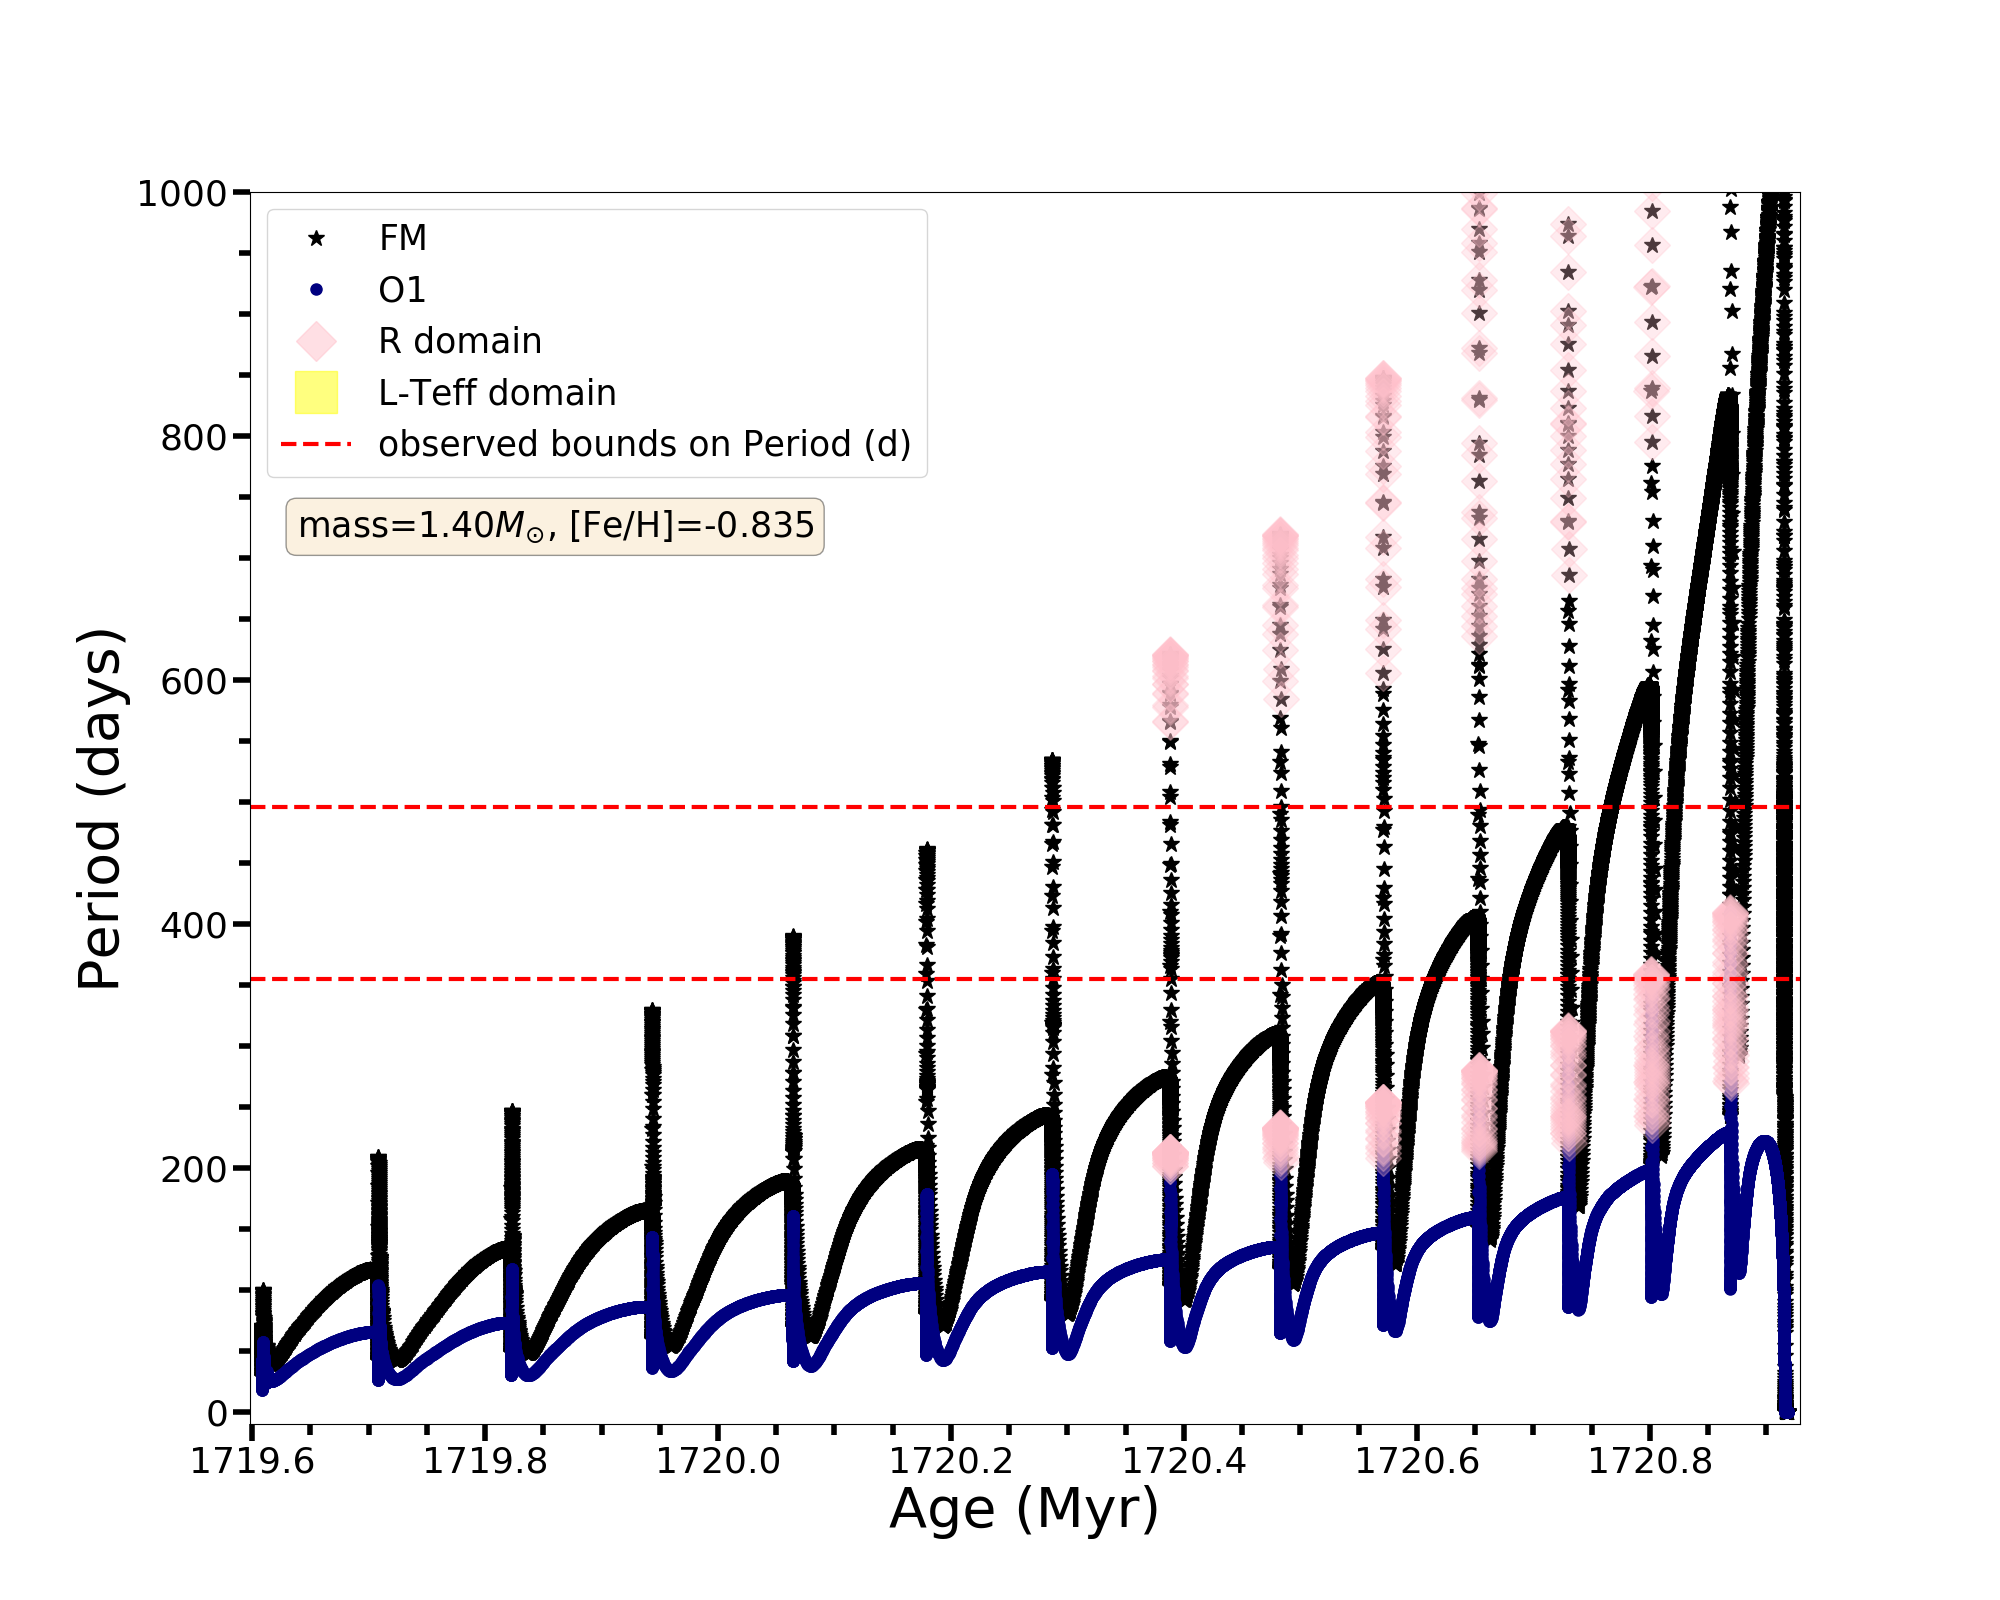 1000
800
600
400
200
0
Period (days)
FM
O1
R domain
L-Teff domain
observed bounds on Period (d)
mass=1.40M⊙, [Fe/H]=-0.835
1719.6 1719.8 1720.0 1720.2 1720.4 1720.6 1720.8
Age (Myr)